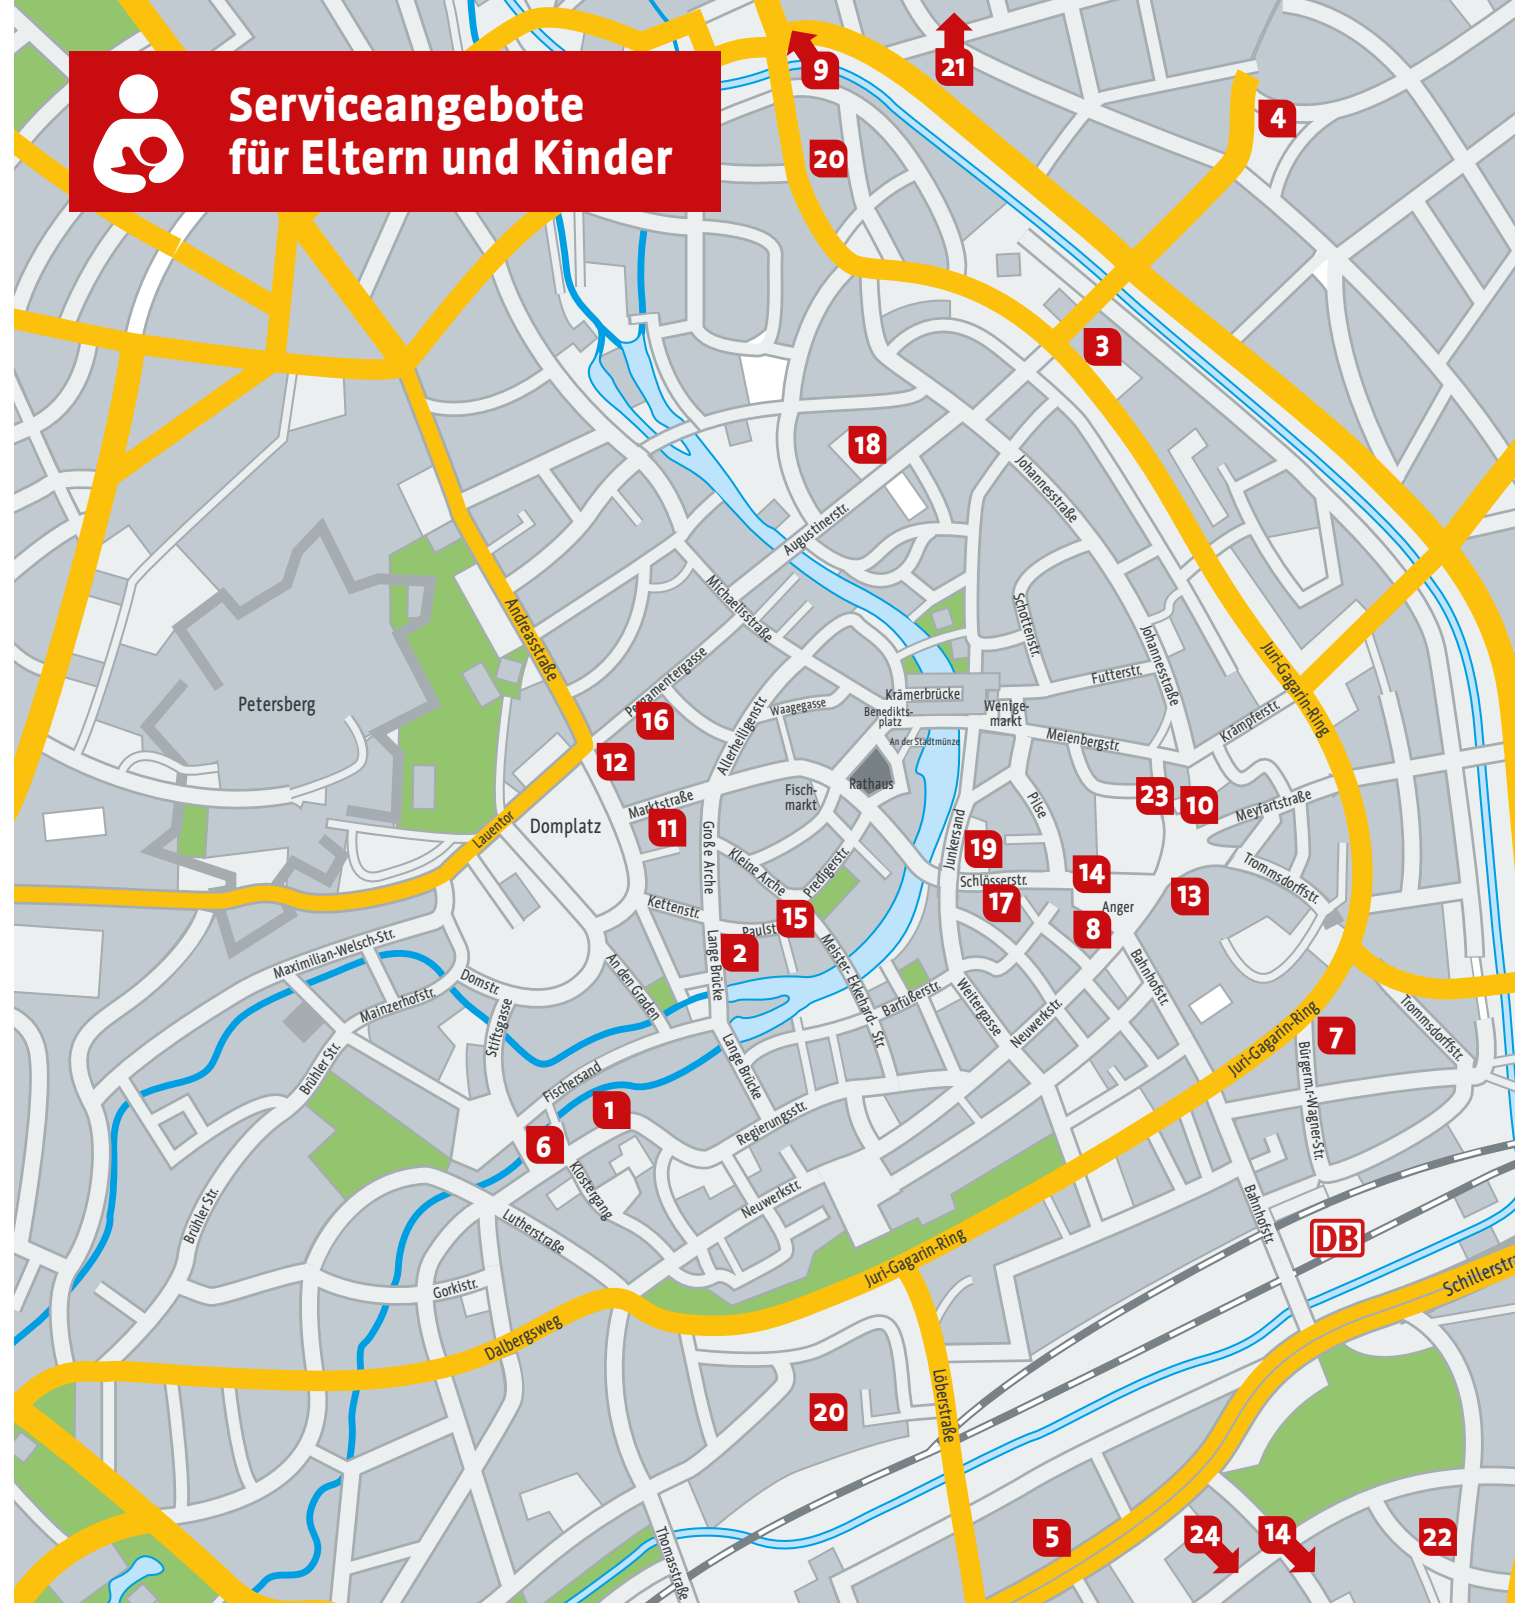 9
21
4
Serviceangebote
für Eltern und Kinder
20
3
18
Johannesstraße
Augustinerstr.
Michaelisstraße
Andreasstraße
Schottenstr.
Johannesstraße
Juri-Gagarin-Ring
Futterstr.
Pergamentergasse
Krämerbrücke
Petersberg
Waagegasse
Benedikts-
platz
Wenige-
markt
16
Allerheiligenstr.
Krämpferstr.
An der Stadtmünze
Meienbergstr.
12
Rathaus
Fisch-
markt
23
10
Marktstraße
Pilse
Meyfartstraße
Domplatz
Lauentor
11
Große Arche
Junkersand
19
Kleine Arche
Predigerstr.
Trommsdorffstr.
Schlösserstr.
14
13
17
Kettenstr.
Anger
15
8
Paulst
2
Maximilian-Welsch-Str.
Lange Brücke
Meister-Ekkehard-Str.
Domstr.
An den Graden
Bahnhofstr.
Mainzerhofstr.
Barfüßerstr.
Weitergasse
Stiftsgasse
Neuwerkstr.
Juri-Gagarin-Ring
7
Trommsdorffstr.
Brühler Str.
Lange Brücke
Fischersand
Bürgerm.r-Wagner-Str.
1
Regierungsstr.
6
Klostergang
Neuwerkstr.
Brühler Str.
Lutherstraße
Bahnhofstr.
DB
Juri-Gagarin-Ring
Gorkistr.
Schillerstra
Dalbergsweg
Löberstraße
20
5
24
14
22
Thomasstraße